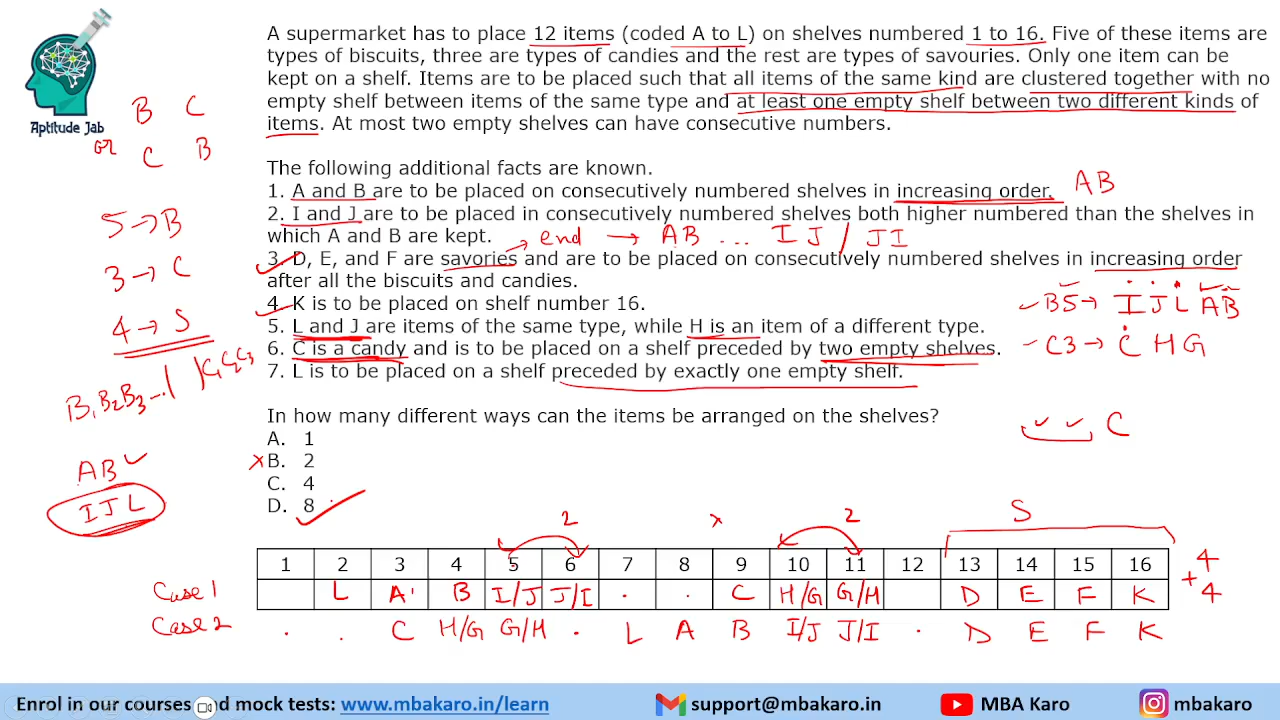 A supermarket has to place 12 items (coded A to L) on shelves numbered 1 to 16. Five of these items are
types of biscuits, three are types of candies and the rest are types of savouries. Only one item can be
kept on a shelf. Items are to be placed such that all items of the same kind are clustered together with no
empty shelf between items of the same type and at least one empty shelf between two different kinds of
items. At most two empty shelves can have consecutive numbers.
Aptitude Jab
B C
or C B
The following additional facts are known.
1. A and B are to be placed on consecutively numbered shelves in increasing order. AB
2. I and J are to be placed in consecutively numbered shelves both higher numbered than the shelves in
which A and B are kept. end → AB ... IJ / JI
3. D, E, and F are savories and are to be placed on consecutively numbered shelves in increasing order
after all the biscuits and candies.
4. K is to be placed on shelf number 16.
5. L and J are items of the same type, while H is an item of a different type.
6. C is a candy and is to be placed on a shelf preceded by two empty shelves.
7. L is to be placed on a shelf preceded by exactly one empty shelf.
5 → B
3 → C
4 → S
B5 → I J L A B
C3 → C H G
B1 B2 B3 - . | / C1 C2 C3
In how many different ways can the items be arranged on the shelves?
A. 1
B. 2
C. 4
D. 8
C
AB
IJL
2 x 2 S
1 2 3 4 5 6 7 8 9 10 11 12 13 14 15 16
Case 1 L A B I/J J/I . . C H/G G/H D E F K
Case 2 . . C H/G G/H . L A B I/J J/I . D E F K
4
+ 4
Enrol in our courses and mock tests: www.mbakaro.in/learn support@mbakaro.in MBA Karo mbakaro